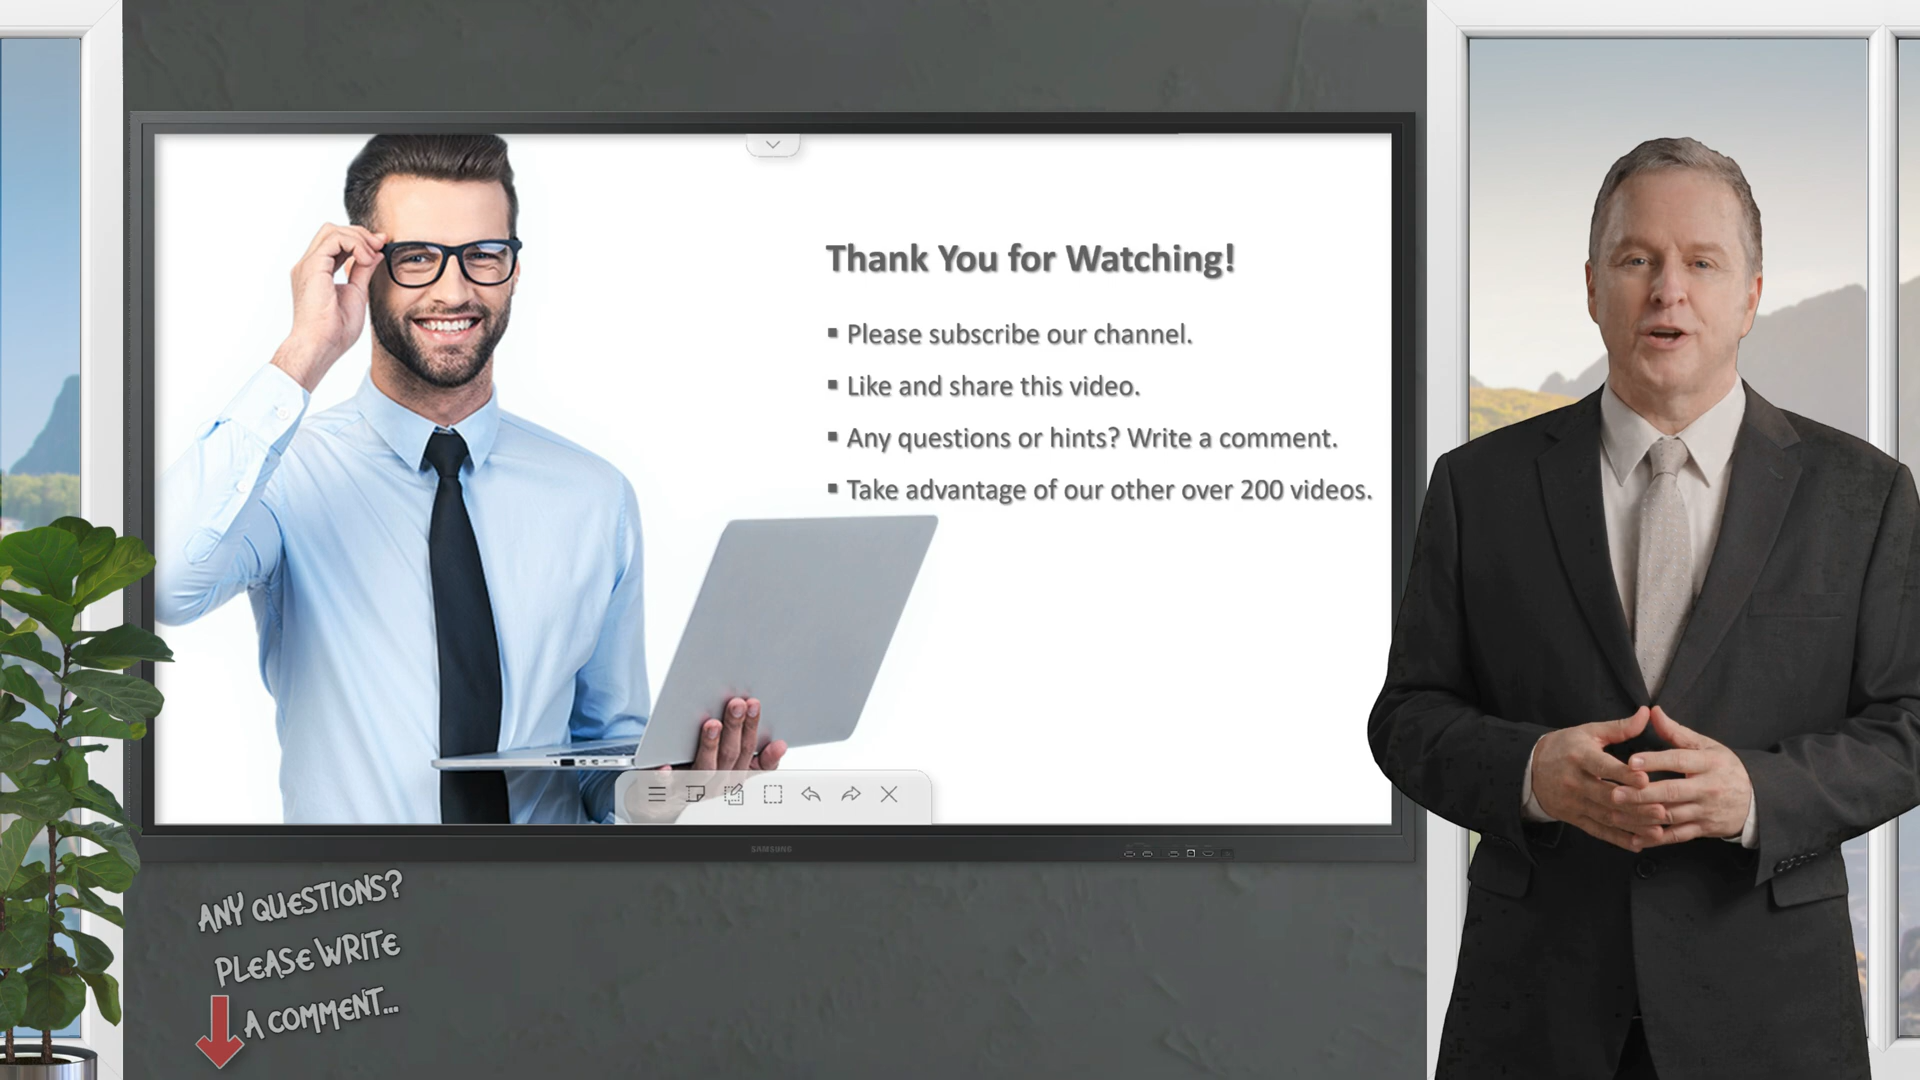 Thank You for Watching!
▪ Please subscribe our channel.
▪ Like and share this video.
▪ Any questions or hints? Write a comment.
▪ Take advantage of our other over 200 videos.
SAMSUNG
ANY QUESTIONS?
PLEASE WRITE
A COMMENT...